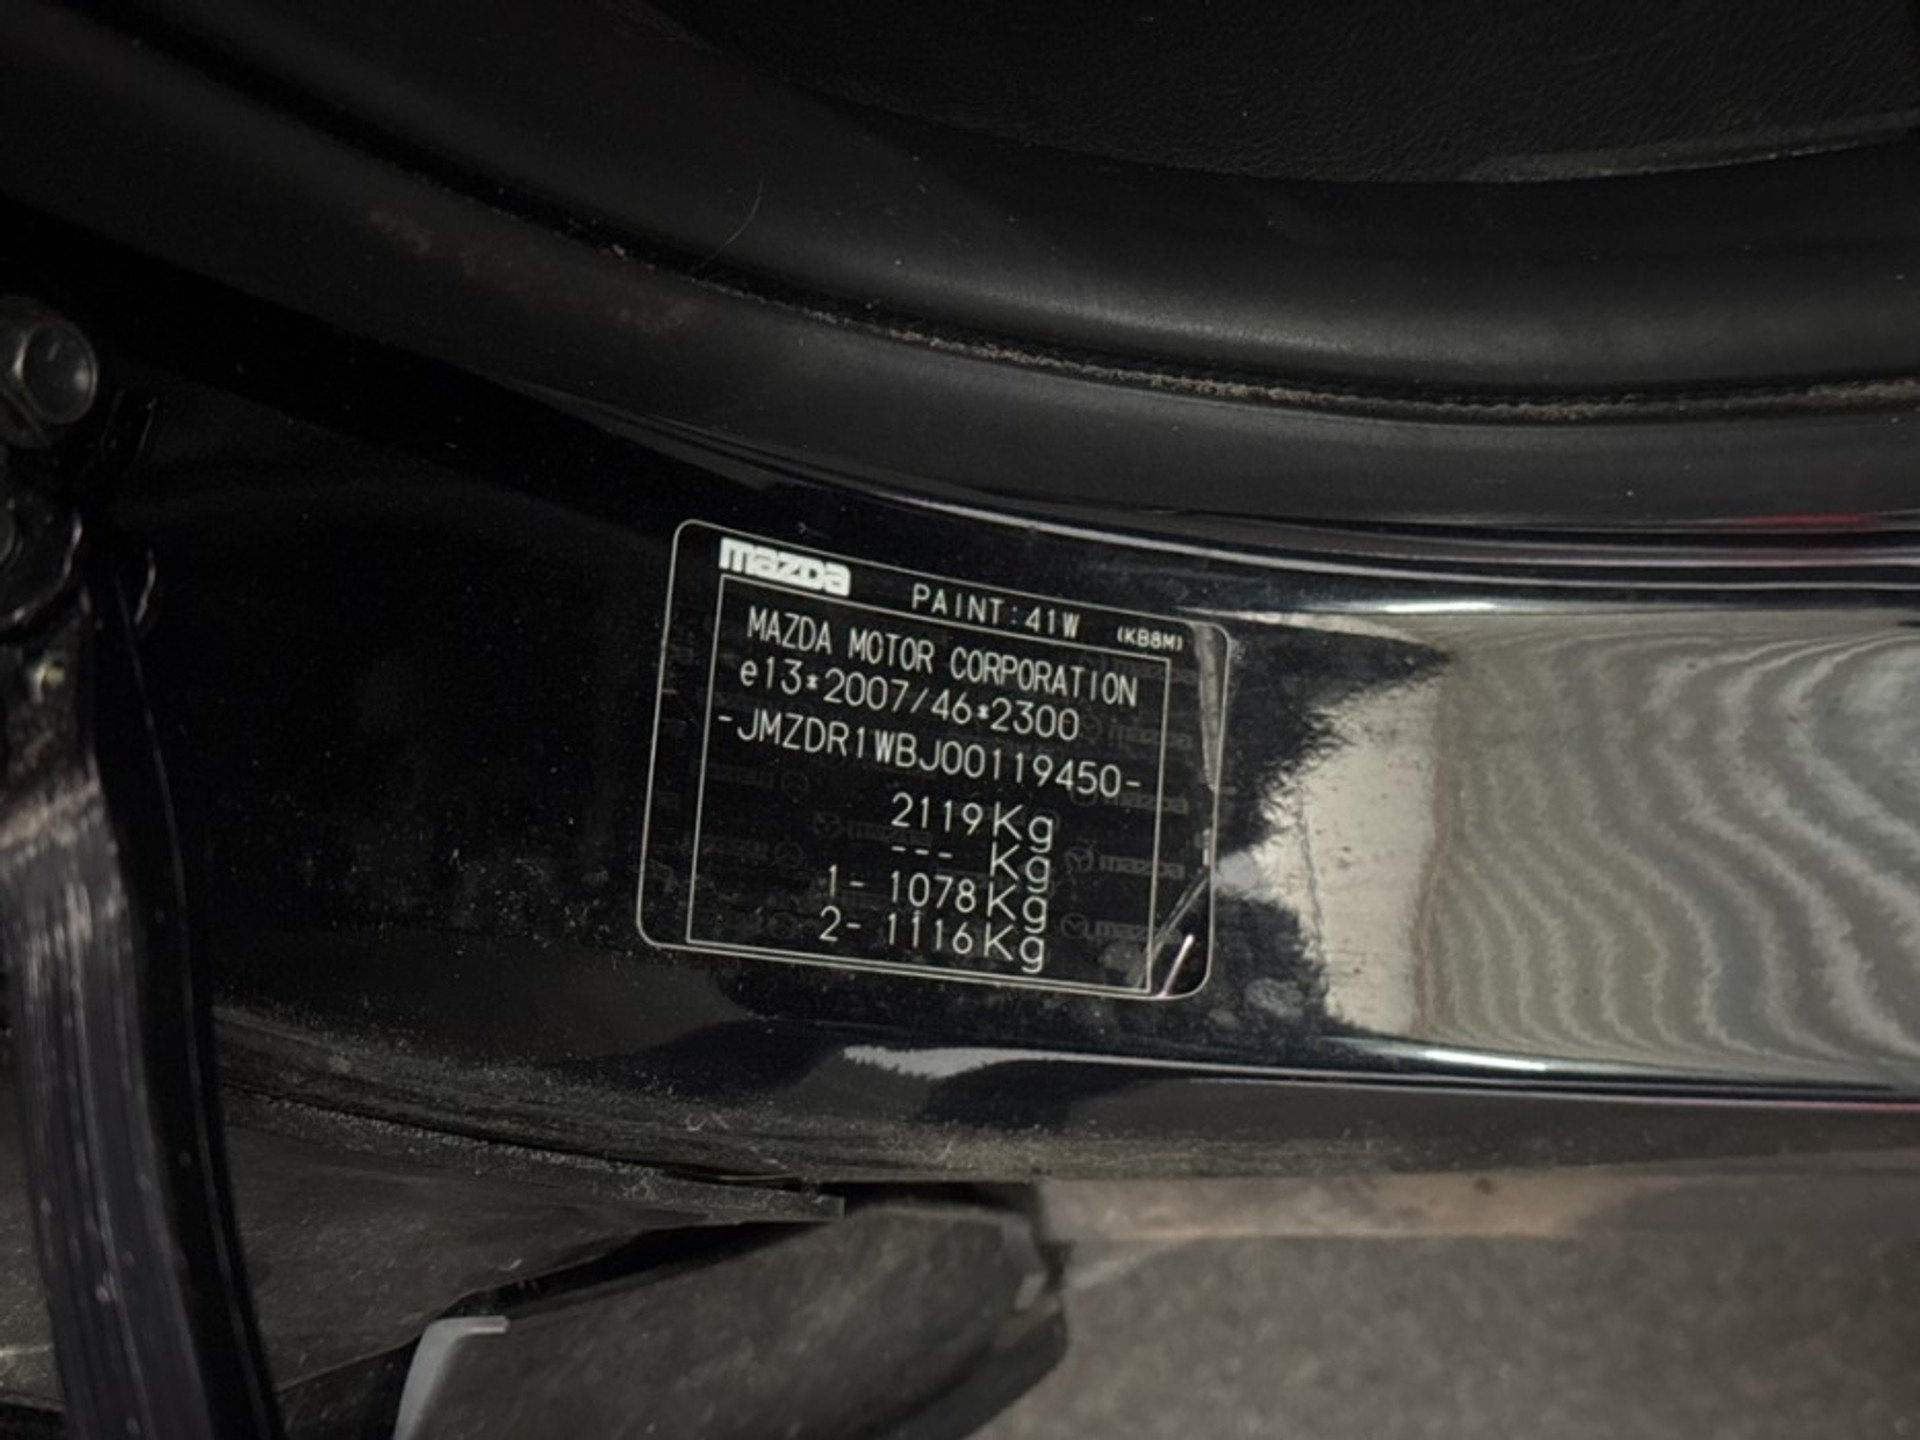 mazda PAINT:41W (KB8M)
MAZDA MOTOR CORPORATION
e13*2007/46*2300
-JMZDR1WBJ00119450-
2119Kg
--- Kg
1- 1078Kg
2- 1116Kg